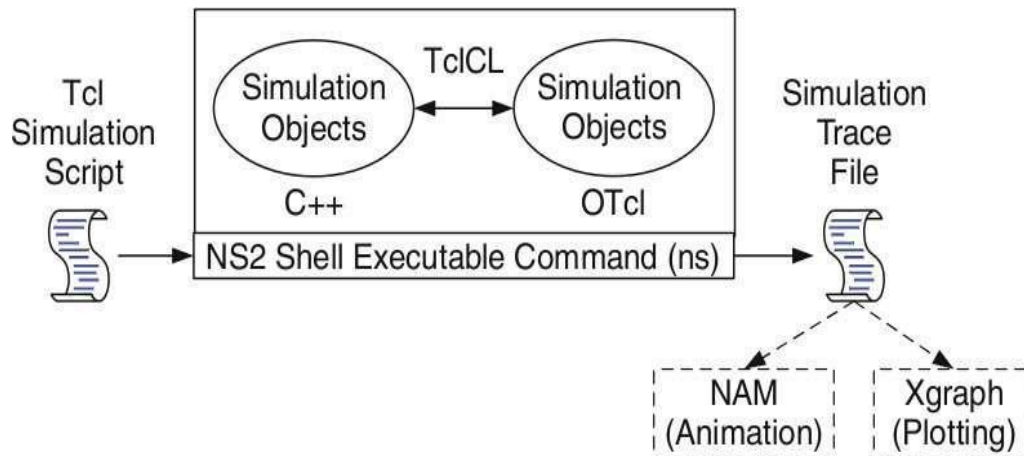 Tcl
Simulation
Script
Simulation
Objects
TclCL
Simulation
Objects
C++
OTcl
NS2 Shell Executable Command (ns)
Simulation
Trace
File
NAM
(Animation)
Xgraph
(Plotting)